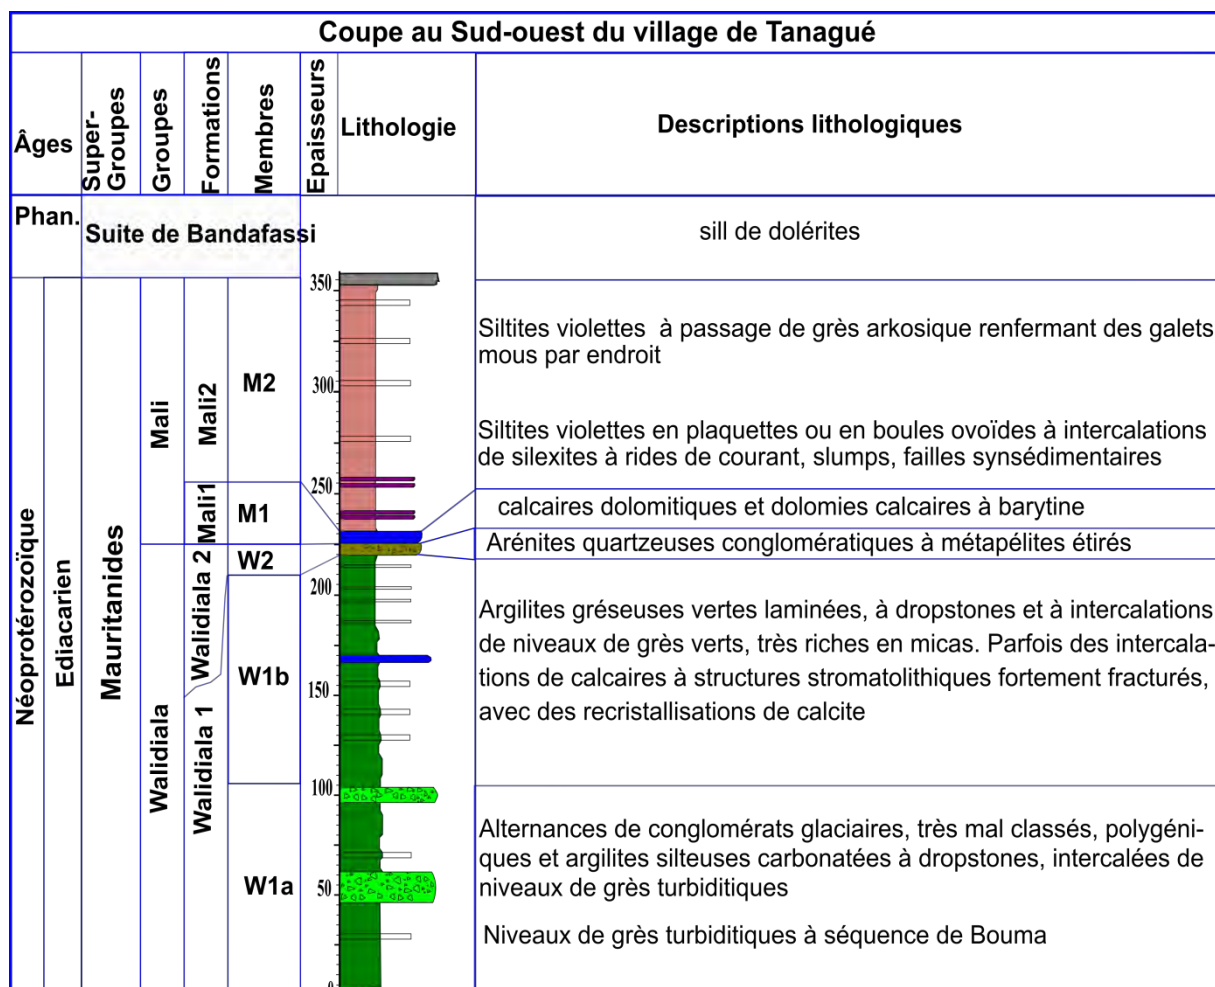 Coupe au Sud-ouest du village de Tanagué
Âges
Super-
Groupes
Groupes
Formations
Membres
Epaisseurs
Lithologie
Descriptions lithologiques
Phan.
Suite de Bandafassi
sill de dolérites
Néoprotérozoïque
Ediacarien
Mauritanides
Mali
Walidiala
Mali2
Mali1
Walidiala 2
Walidiala 1
M2
M1
W2
W1b
W1a
350
300
250
200
150
100
50
0
Siltites violettes à passage de grès arkosique renfermant des galets
mous par endroit
Siltites violettes en plaquettes ou en boules ovoïdes à intercalations
de silexites à rides de courant, slumps, failles synsédimentaires
calcaires dolomitiques et dolomies calcaires à barytine
Arénites quartzeuses conglomératiques à métapélites étirés
Argilites gréseuses vertes laminées, à dropstones et à intercalations
de niveaux de grès verts, très riches en micas. Parfois des intercala-
tions de calcaires à structures stromatolithiques fortement fracturés,
avec des recristallisations de calcite
Alternances de conglomérats glaciaires, très mal classés, polygéni-
ques et argilites silteuses carbonatées à dropstones, intercalées de
niveaux de grès turbiditiques
Niveaux de grès turbiditiques à séquence de Bouma